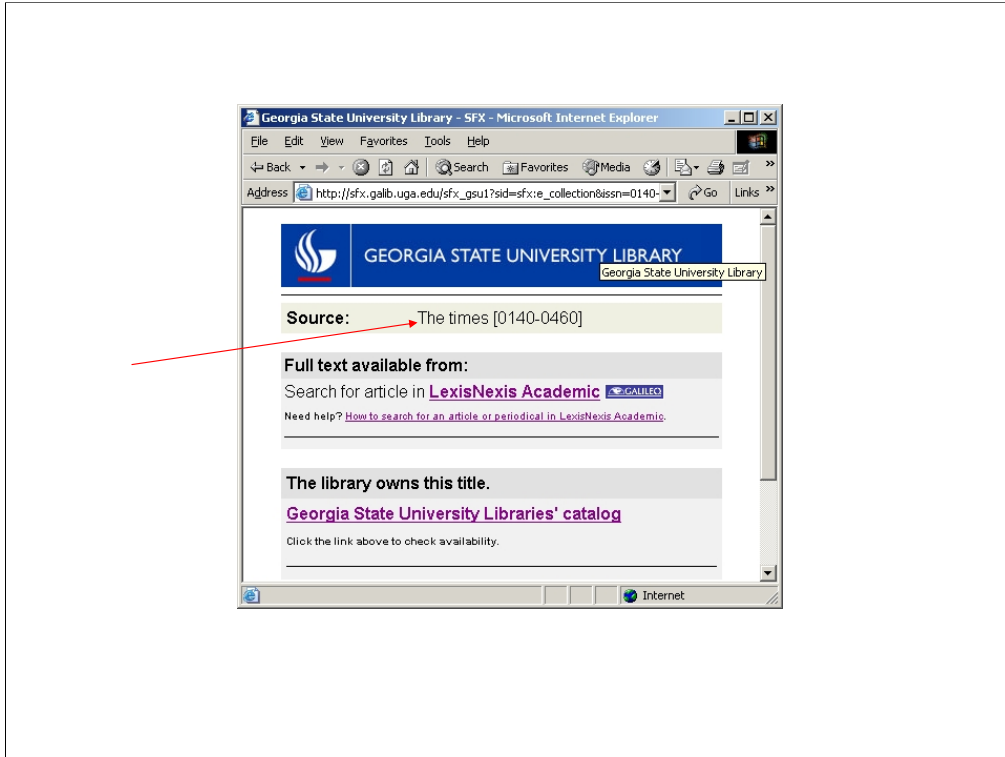 Georgia State University Library - SFX - Microsoft Internet Explorer
File Edit View Favorites Tools Help
Back Search Favorites Media »
Address http://sfx.galib.uga.edu/sfx_gsu1?sid=sfx:e_collection&issn=0140- Go Links »
GEORGIA STATE UNIVERSITY LIBRARY
Georgia State University Library
Source: The times [0140-0460]
Full text available from:
Search for article in LexisNexis Academic GALILEO
Need help? How to search for an article or periodical in LexisNexis Academic.
The library owns this title.
Georgia State University Libraries' catalog
Click the link above to check availability.
Internet